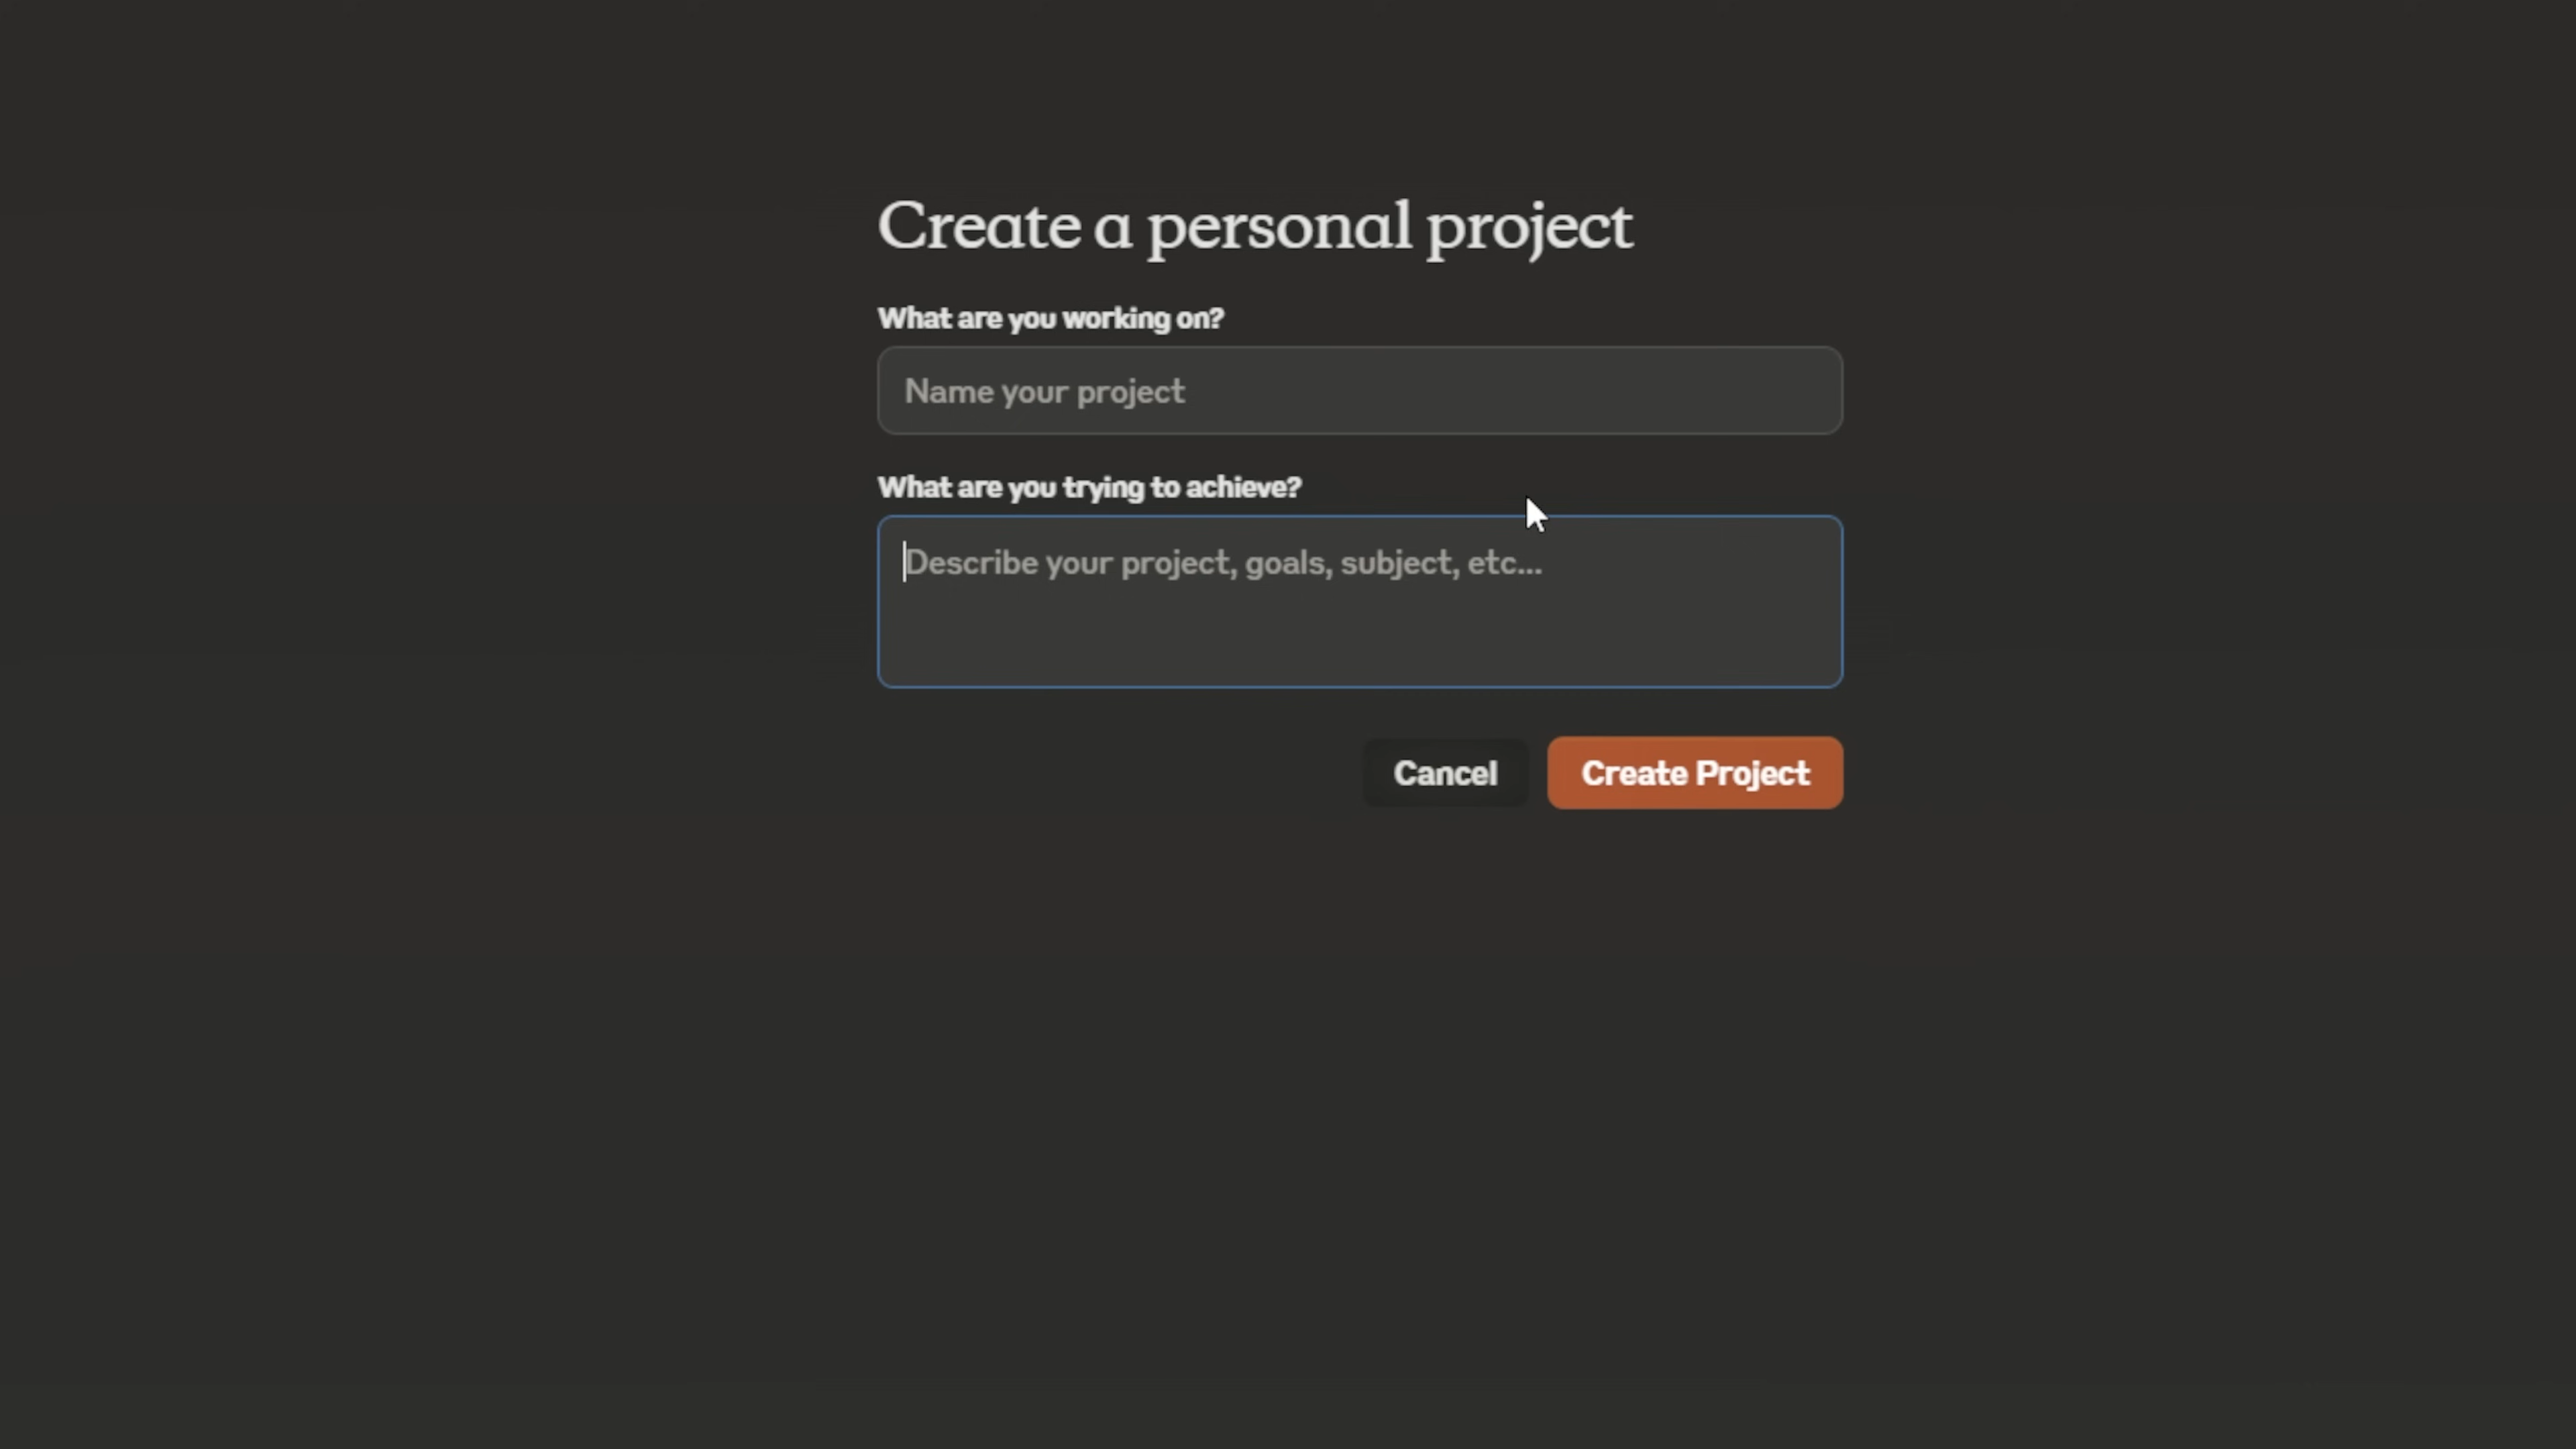 Create a personal project
What are you working on?
Name your project
What are you trying to achieve?
Describe your project, goals, subject, etc...
Cancel
Create Project